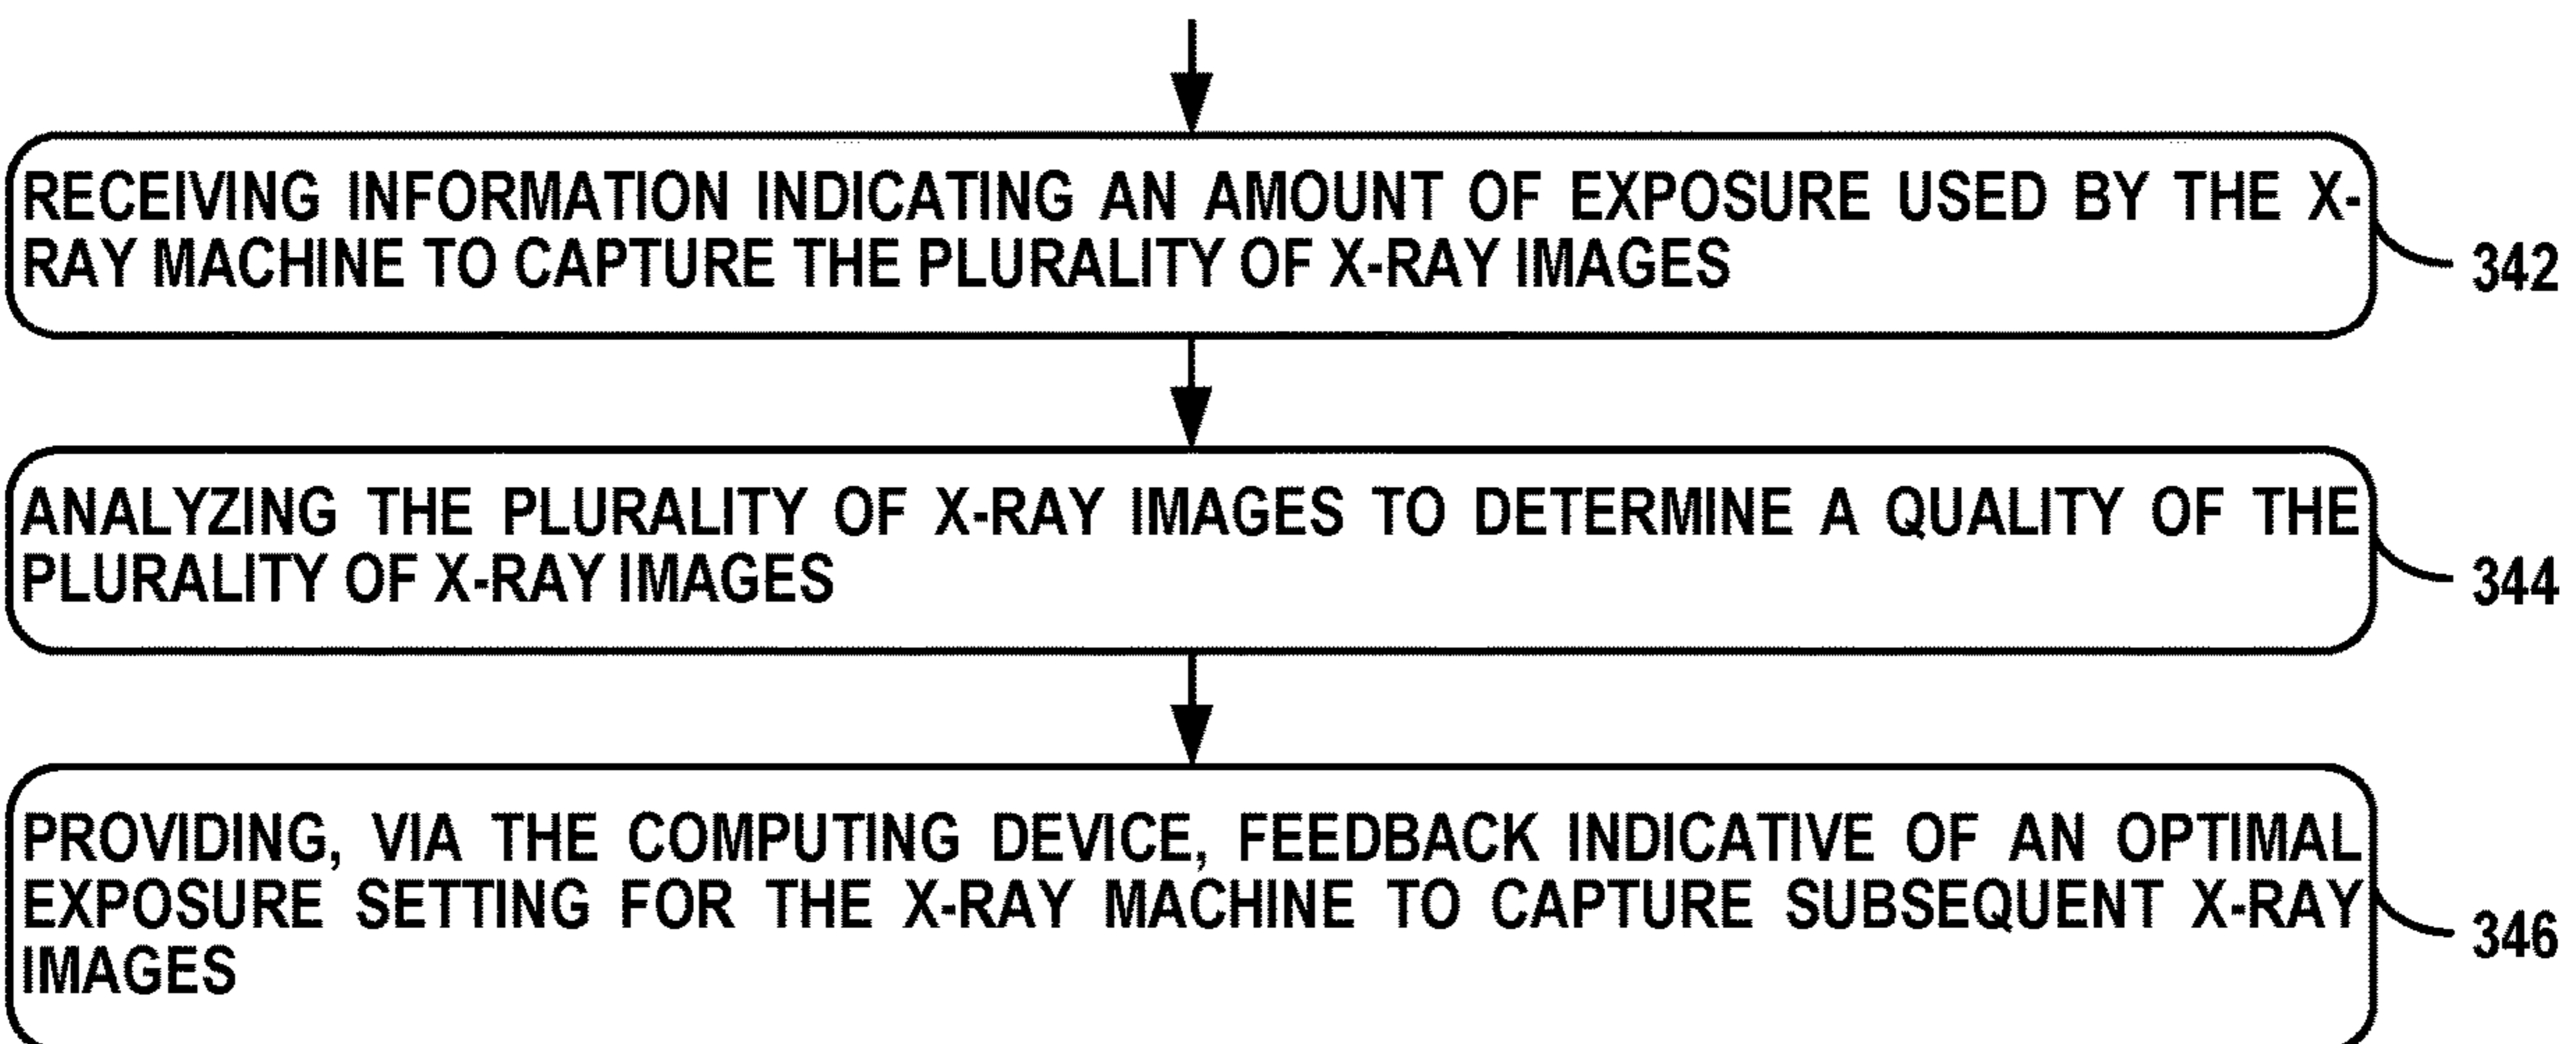 RECEIVING INFORMATION INDICATING AN AMOUNT OF EXPOSURE USED BY THE X-
RAY MACHINE TO CAPTURE THE PLURALITY OF X-RAY IMAGES
342
ANALYZING THE PLURALITY OF X-RAY IMAGES TO DETERMINE A QUALITY OF THE
PLURALITY OF X-RAY IMAGES
344
PROVIDING, VIA THE COMPUTING DEVICE, FEEDBACK INDICATIVE OF AN OPTIMAL
EXPOSURE SETTING FOR THE X-RAY MACHINE TO CAPTURE SUBSEQUENT X-RAY
IMAGES
346